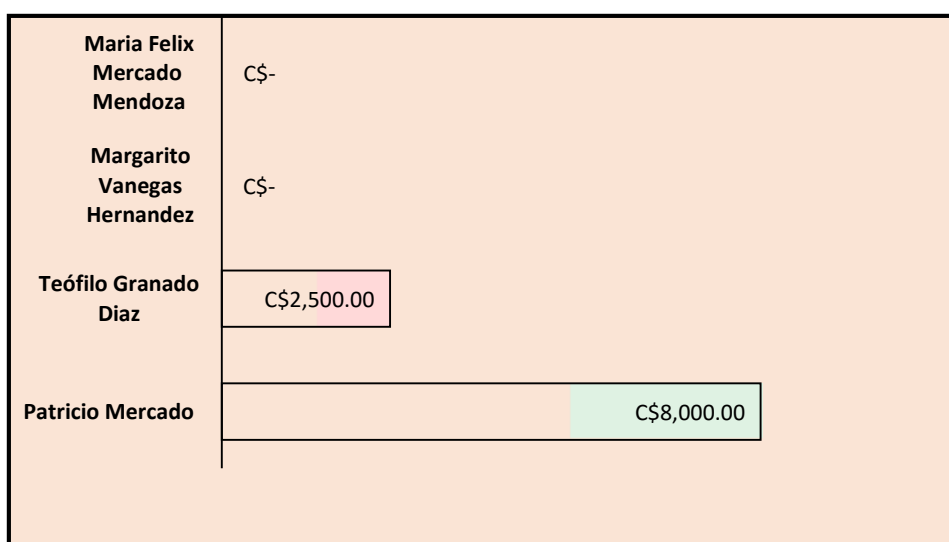 Maria Felix
Mercado
Mendoza
C$-
Margarito
Vanegas
Hernandez
C$-
Teófilo Granado
Diaz
C$2,500.00
Patricio Mercado
C$8,000.00